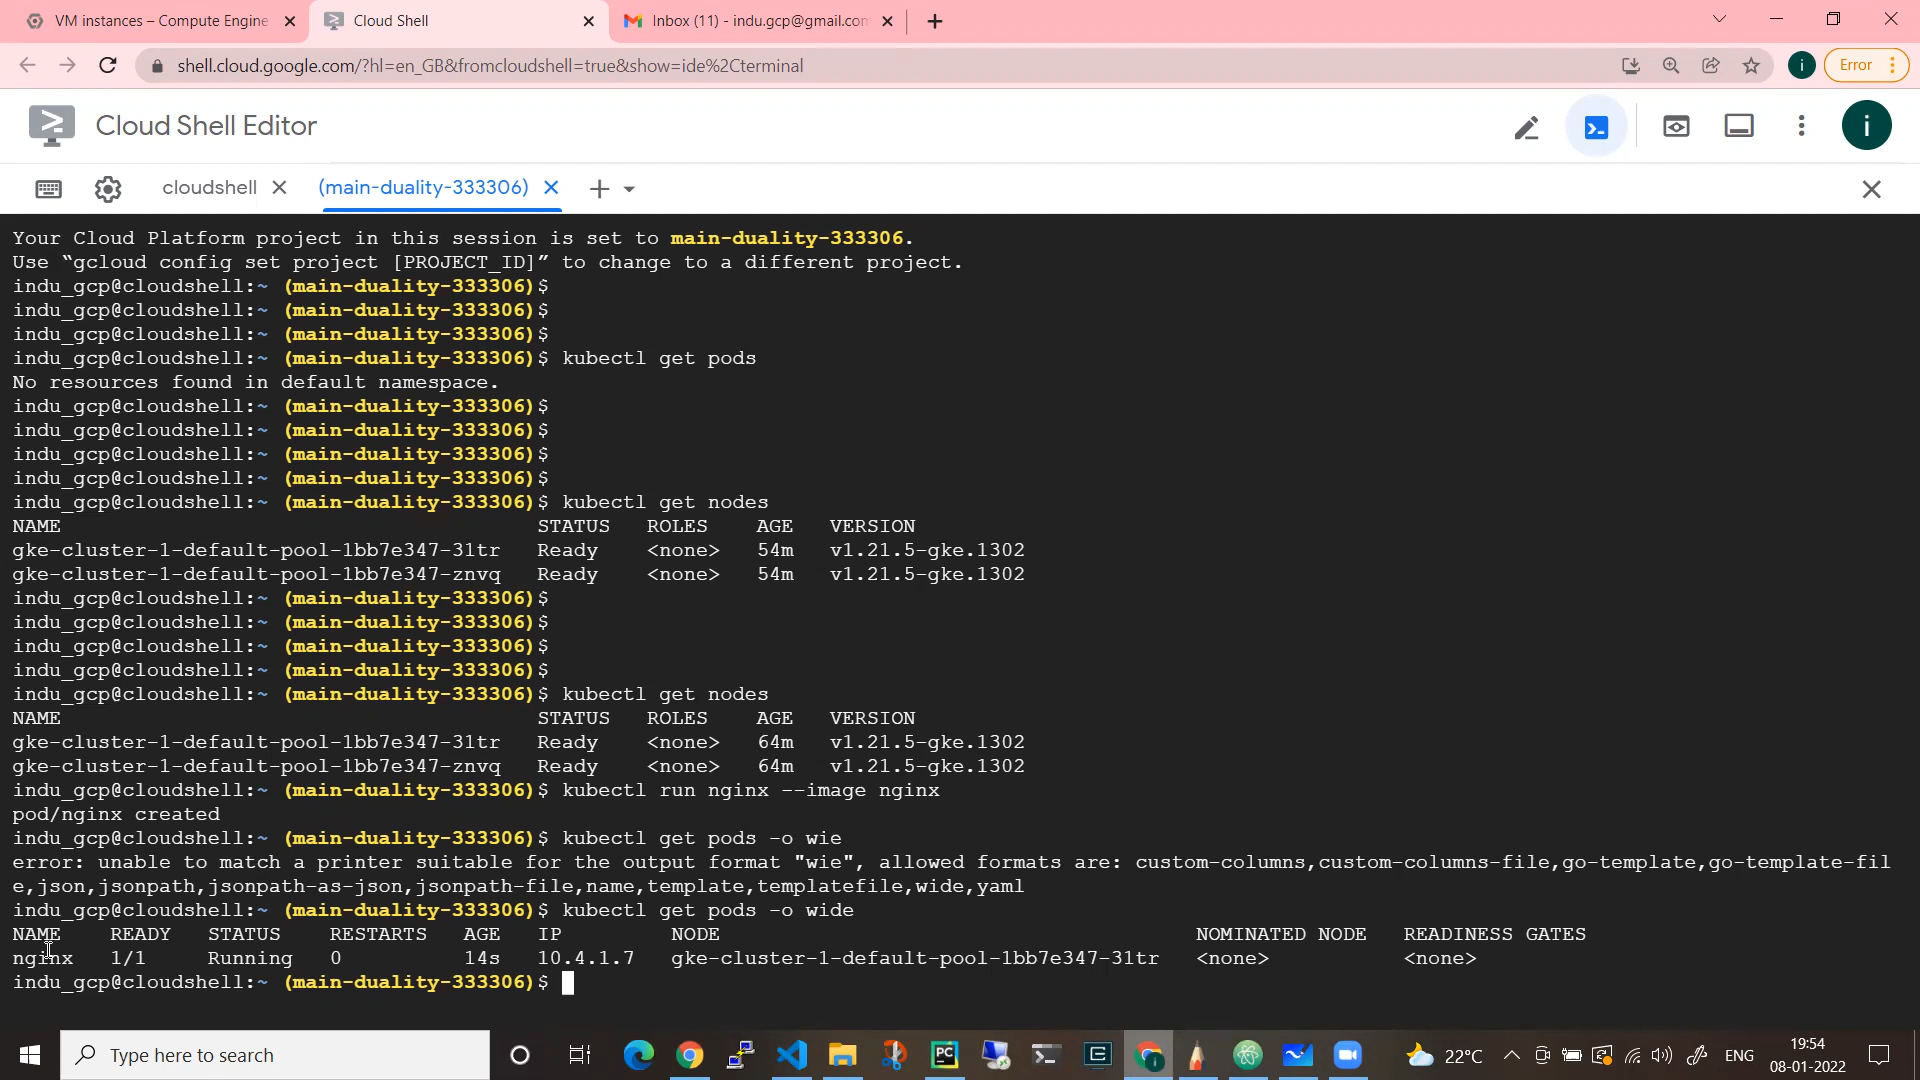 VM instances – Compute Engine
Cloud Shell
Inbox (11) - indu.gcp@gmail.com
shell.cloud.google.com/?hl=en_GB&fromcloudshell=true&show=ide%2Cterminal
i
Error
Cloud Shell Editor
i
cloudshell
(main-duality-333306)
Your Cloud Platform project in this session is set to main-duality-333306.
Use “gcloud config set project [PROJECT_ID]” to change to a different project.
indu_gcp@cloudshell:~ (main-duality-333306)$
indu_gcp@cloudshell:~ (main-duality-333306)$
indu_gcp@cloudshell:~ (main-duality-333306)$
indu_gcp@cloudshell:~ (main-duality-333306)$ kubectl get pods
No resources found in default namespace.
indu_gcp@cloudshell:~ (main-duality-333306)$
indu_gcp@cloudshell:~ (main-duality-333306)$
indu_gcp@cloudshell:~ (main-duality-333306)$
indu_gcp@cloudshell:~ (main-duality-333306)$
indu_gcp@cloudshell:~ (main-duality-333306)$ kubectl get nodes
NAME STATUS ROLES AGE VERSION
gke-cluster-1-default-pool-1bb7e347-31tr Ready <none> 54m v1.21.5-gke.1302
gke-cluster-1-default-pool-1bb7e347-znvq Ready <none> 54m v1.21.5-gke.1302
indu_gcp@cloudshell:~ (main-duality-333306)$
indu_gcp@cloudshell:~ (main-duality-333306)$
indu_gcp@cloudshell:~ (main-duality-333306)$
indu_gcp@cloudshell:~ (main-duality-333306)$
indu_gcp@cloudshell:~ (main-duality-333306)$ kubectl get nodes
NAME STATUS ROLES AGE VERSION
gke-cluster-1-default-pool-1bb7e347-31tr Ready <none> 64m v1.21.5-gke.1302
gke-cluster-1-default-pool-1bb7e347-znvq Ready <none> 64m v1.21.5-gke.1302
indu_gcp@cloudshell:~ (main-duality-333306)$ kubectl run nginx --image nginx
pod/nginx created
indu_gcp@cloudshell:~ (main-duality-333306)$ kubectl get pods -o wie
error: unable to match a printer suitable for the output format "wie", allowed formats are: custom-columns,custom-columns-file,go-template,go-template-fil
e,json,jsonpath,jsonpath-as-json,jsonpath-file,name,template,templatefile,wide,yaml
indu_gcp@cloudshell:~ (main-duality-333306)$ kubectl get pods -o wide
NAME READY STATUS RESTARTS AGE IP NODE NOMINATED NODE READINESS GATES
nginx 1/1 Running 0 14s 10.4.1.7 gke-cluster-1-default-pool-1bb7e347-31tr <none> <none>
indu_gcp@cloudshell:~ (main-duality-333306)$
Type here to search
22°C
ENG
19:54
08-01-2022